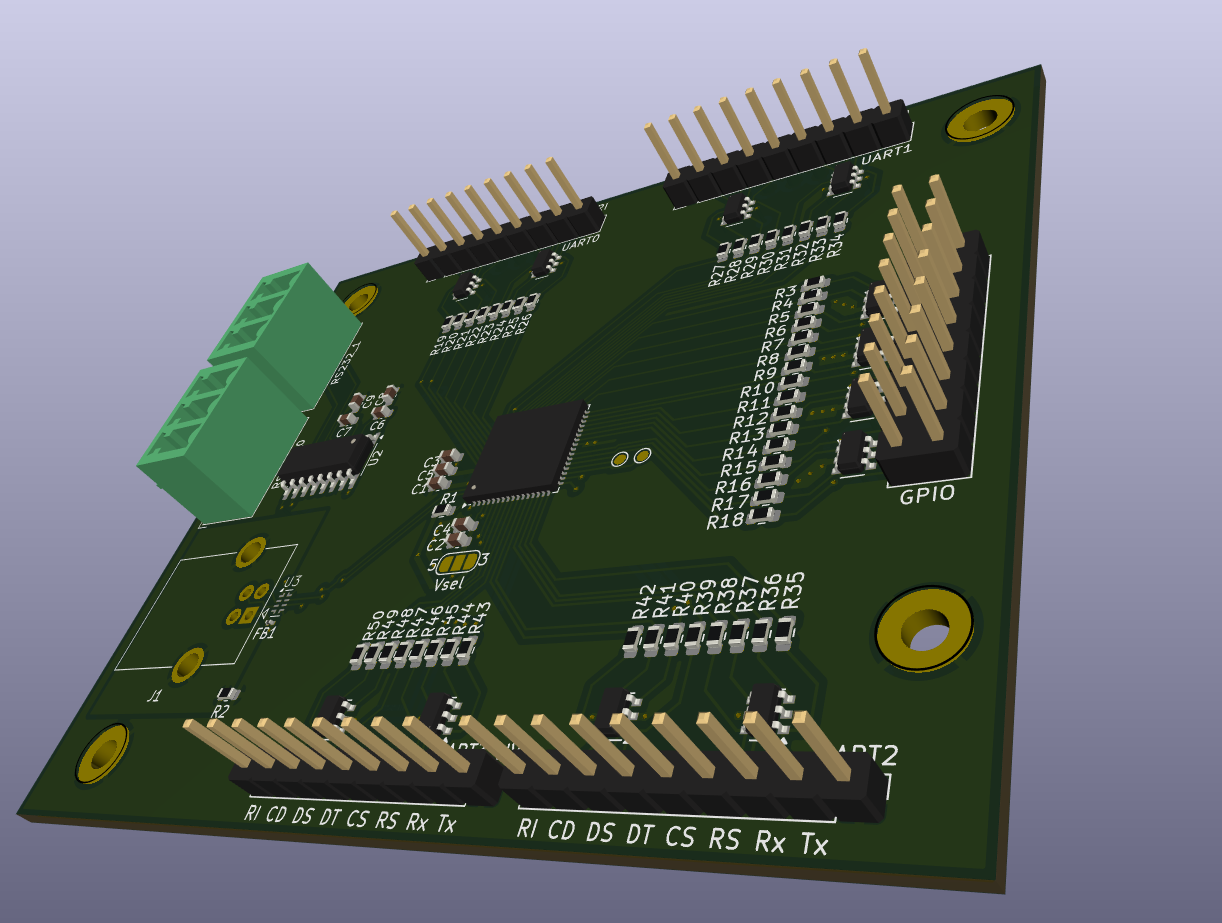 UART1
UART0
R27
R28
R29
R30
R31
R32
R33
R34
R19
R20
R21
R22
R23
R24
R25
R26
R3
R4
R5
R6
R7
R8
R9
R10
R11
R12
R13
R14
R15
R16
R17
R18
GPIO
RS232_1
C9
C8
C7
C6
U2
C3
C5
C1
R1
C4
C2
5
3
Vsel
U3
FB1
J1
R2
R50
R49
R48
R47
R46
R45
R44
R43
R42
R41
R40
R39
R38
R37
R36
R35
RI CD DS DT CS RS Rx Tx
RI CD DS DT CS RS Rx Tx